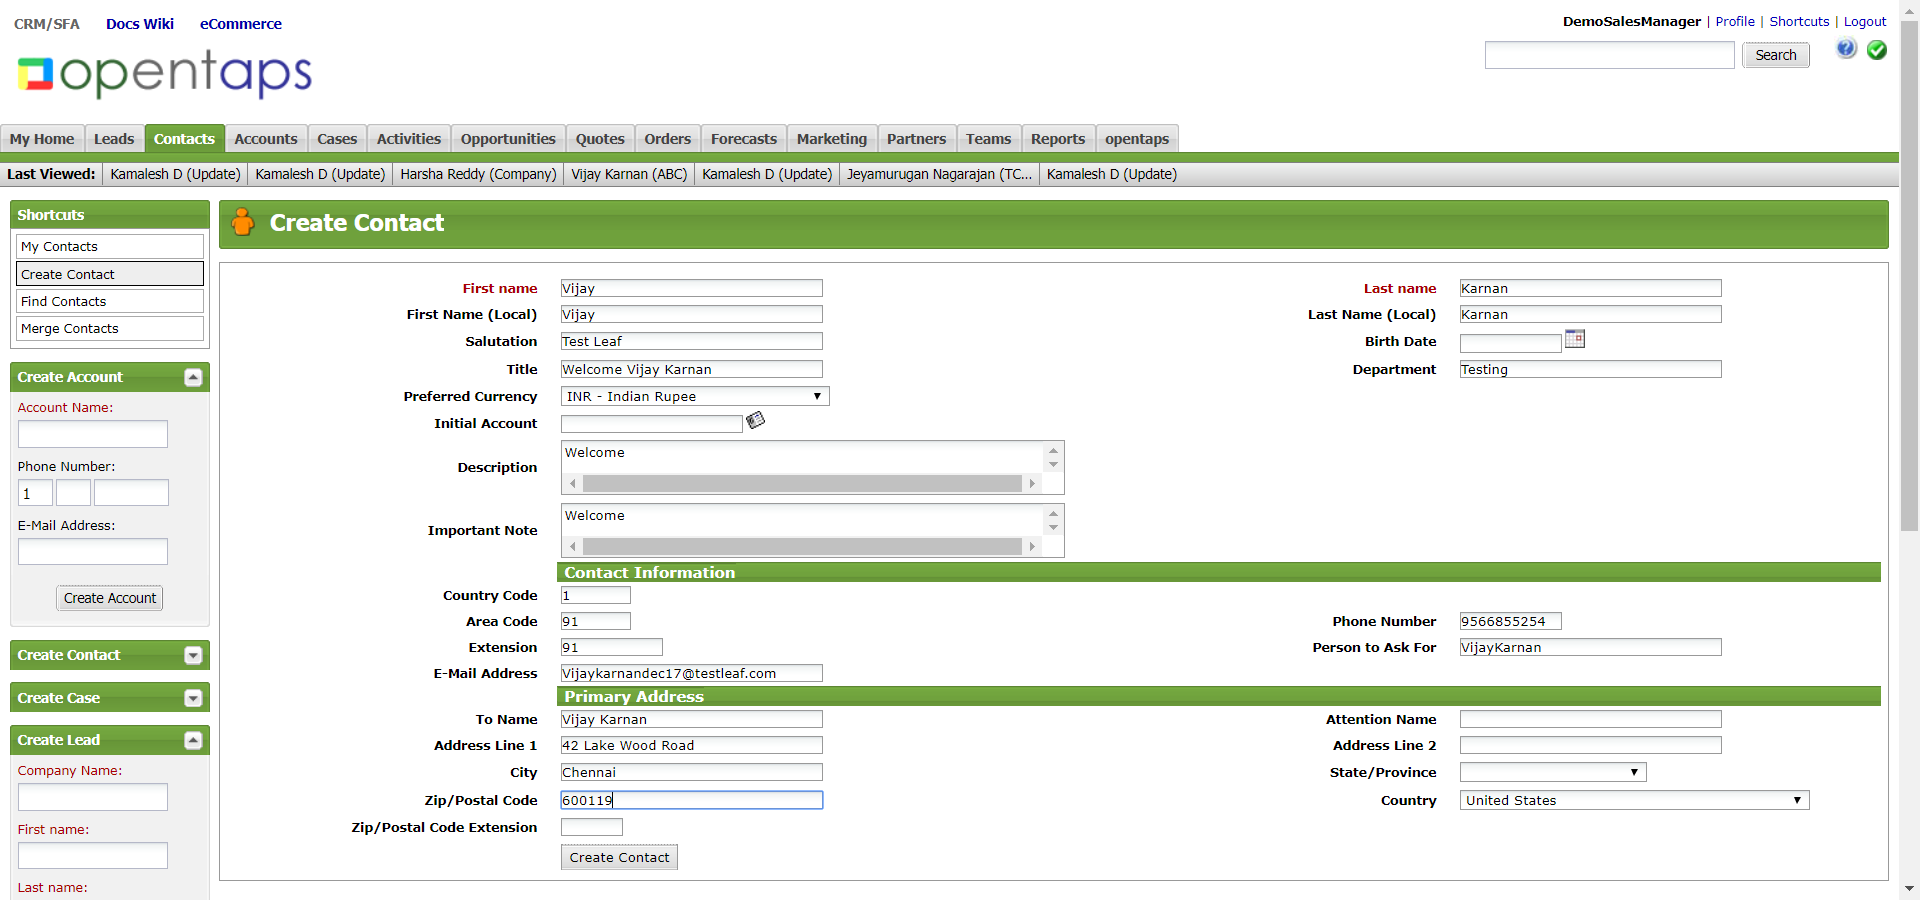 CRM/SFA Docs Wiki eCommerce
DemoSalesManager | Profile | Shortcuts | Logout
opentaps
Search
My Home Leads Contacts Accounts Cases Activities Opportunities Quotes Orders Forecasts Marketing Partners Teams Reports opentaps
Last Viewed: Kamalesh D (Update) Kamalesh D (Update) Harsha Reddy (Company) Vijay Karnan (ABC) Kamalesh D (Update) Jeyamurugan Nagarajan (TC... Kamalesh D (Update)
Shortcuts
My Contacts
Create Contact
Find Contacts
Merge Contacts
Create Account
Account Name:
Phone Number:
1
E-Mail Address:
Create Account
Create Contact
Create Case
Create Lead
Company Name:
First name:
Last name:
Create Contact
First name Vijay Last name Karnan
First Name (Local) Vijay Last Name (Local) Karnan
Salutation Test Leaf Birth Date
Title Welcome Vijay Karnan Department Testing
Preferred Currency INR - Indian Rupee
Initial Account
Description Welcome
Important Note Welcome
Contact Information
Country Code 1
Area Code 91 Phone Number 9566855254
Extension 91 Person to Ask For VijayKarnan
E-Mail Address Vijaykarnandec17@testleaf.com
Primary Address
To Name Vijay Karnan Attention Name
Address Line 1 42 Lake Wood Road Address Line 2
City Chennai State/Province
Zip/Postal Code 600119 Country United States
Zip/Postal Code Extension
Create Contact